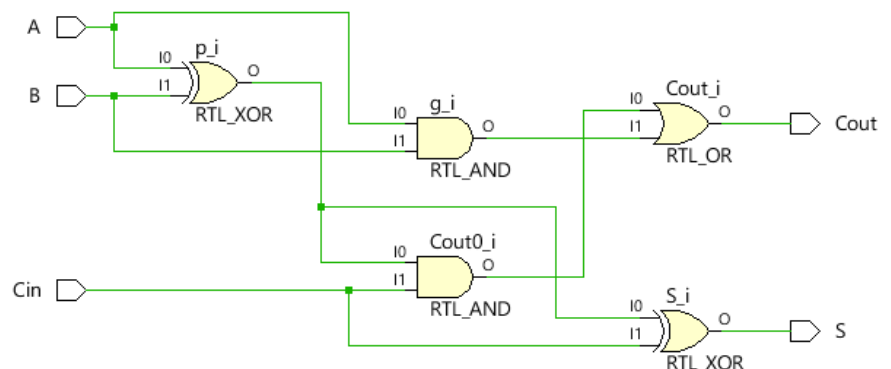 A
B
Cin
I0
I1
p_i
O
RTL_XOR
I0
I1
g_i
O
RTL_AND
I0
I1
Cout0_i
O
RTL_AND
I0
I1
Cout_i
O
RTL_OR
Cout
I0
I1
S_i
O
RTL_XOR
S